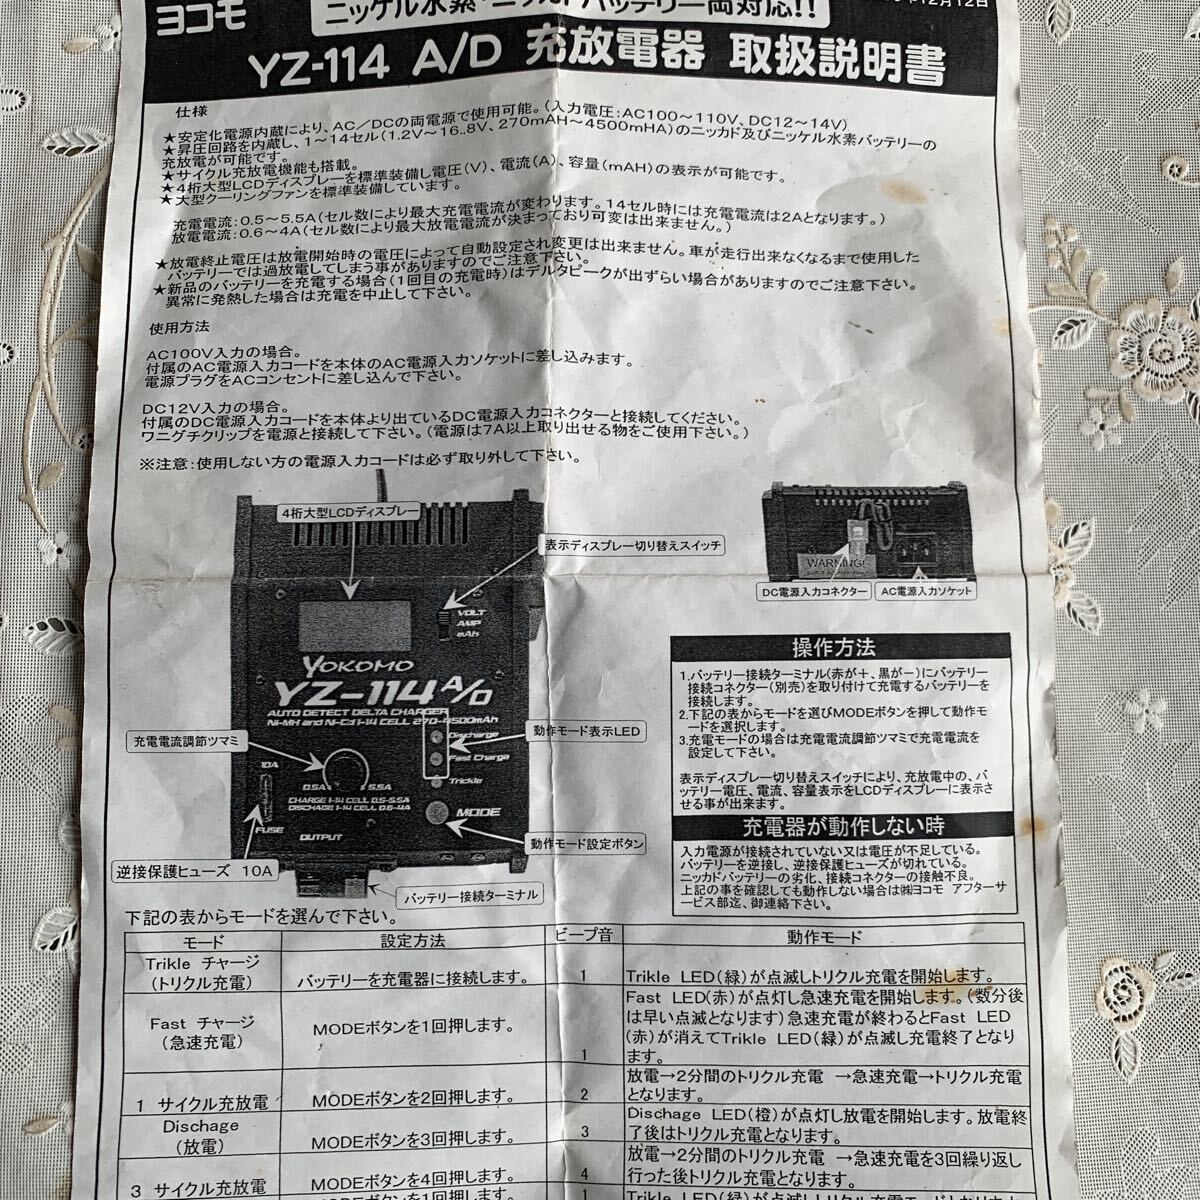 ヨコモ
ニッケル水素・ニッカドバッテリー両対応!!
年12月12日
YZ-114 A/D 充放電器 取扱説明書
仕様
★安定化電源内蔵により、AC/DCの両電源で使用可能。(入力電圧:AC100～110V、DC12～14V)
★昇圧回路を内蔵し、1～14セル(1.2V～16.8V、270mAH～4500mHA)のニッカド及びニッケル水素バッテリーの
充放電が可能です。
★サイクル充放電機能も搭載。
★4桁大型LCDディスプレーを標準装備し電圧(V)、電流(A)、容量(mAH)の表示が可能です。
★大型クーリングファンを標準装備しています。
充電電流:0.5～5.5A(セル数により最大充電電流が変わります。14セル時には充電電流は2Aとなります。)
放電電流:0.6～4A(セル数により最大放電電流が決まっており可変は出来ません。)
★放電終止電圧は放電開始時の電圧によって自動設定され変更は出来ません。車が走行出来なくなるまで使用した
バッテリーでは過放電してしまう事がありますのでご注意下さい。
★新品のバッテリーを充電する場合(1回目の充電時)はデルタピークが出ずらい場合がありますのでご注意下さい。
異常に発熱した場合は充電を中止して下さい。
使用方法
AC100V入力の場合。
付属のAC電源入力コードを本体のAC電源入力ソケットに差し込みます。
電源プラグをACコンセントに差し込んで下さい。
DC12V入力の場合。
付属のDC電源入力コードを本体より出ているDC電源入力コネクターと接続してください。
ワニグチクリップを電源と接続して下さい。(電源は7A以上取り出せる物をご使用下さい。)
※注意:使用しない方の電源入力コードは必ず取り外して下さい。
4桁大型LCDディスプレー
表示ディスプレー切り替えスイッチ
VOLT
AMP
mAh
YOKOMO
YZ-114 A/D
AUTO DETECT DELTA CHARGER
Ni-MH and Ni-Cd 1-14 CELL 270-4500mAh
充電電流調節ツマミ
Discharge
動作モード表示LED
Fast Charge
Trickle
10A
0.5A
5.5A
CHARGE 1-14 CELL 0.5-5.5A
DISCHARGE 1-14 CELL 0.6-4A
MODE
FUSE
OUTPUT
動作モード設定ボタン
逆接保護ヒューズ 10A
バッテリー接続ターミナル
WARNING!
DC電源入力コネクター
AC電源入力ソケット
操作方法
1.バッテリー接続ターミナル(赤が+、黒が-)にバッテリー
接続コネクター(別売)を取り付けて充電するバッテリーを
接続します。
2.下記の表からモードを選びMODEボタンを押して動作モ
ードを選択します。
3.充電モードの場合は充電電流調節ツマミで充電電流を
設定して下さい。
表示ディスプレー切り替えスイッチにより、充放電中の、バ
ッテリー電圧、電流、容量表示をLCDディスプレーに表示さ
せる事が出来ます。
充電器が動作しない時
入力電源が接続されていない又は電圧が不足している。
バッテリーを逆接し、逆接保護ヒューズが切れている。
ニッカドバッテリーの劣化、接続コネクターの接触不良。
上記の事を確認しても動作しない場合は㈱ヨコモ アフターサ
ービス部迄、御連絡下さい。
下記の表からモードを選んで下さい。
モード 設定方法 ビープ音 動作モード
Trikle チャージ
(トリクル充電) バッテリーを充電器に接続します。 1 Trikle LED(緑)が点滅しトリクル充電を開始します。
Fast チャージ
(急速充電) MODEボタンを1回押します。 1 Fast LED(赤)が点灯し急速充電を開始します。(数分後
は早い点滅となります)急速充電が終わるとFast LED
(赤)が消えてTrikle LED(緑)が点滅し充電終了となり
ます。
1 サイクル充放電 MODEボタンを2回押します。 2 放電→2分間のトリクル充電 →急速充電→トリクル充電
となります。
Dischage
(放電) MODEボタンを3回押します。 3 Dischage LED(橙)が点灯し放電を開始します。放電終
了後はトリクル充電となります。
3 サイクル充放電 MODEボタンを4回押します。 4 放電→2分間のトリクル充電 →急速充電を3回繰り返し
行った後トリクル充電となります。
MODEボタンを1回押します。 1 Trikle LED(緑)が点滅しトリクル充電モードとなります